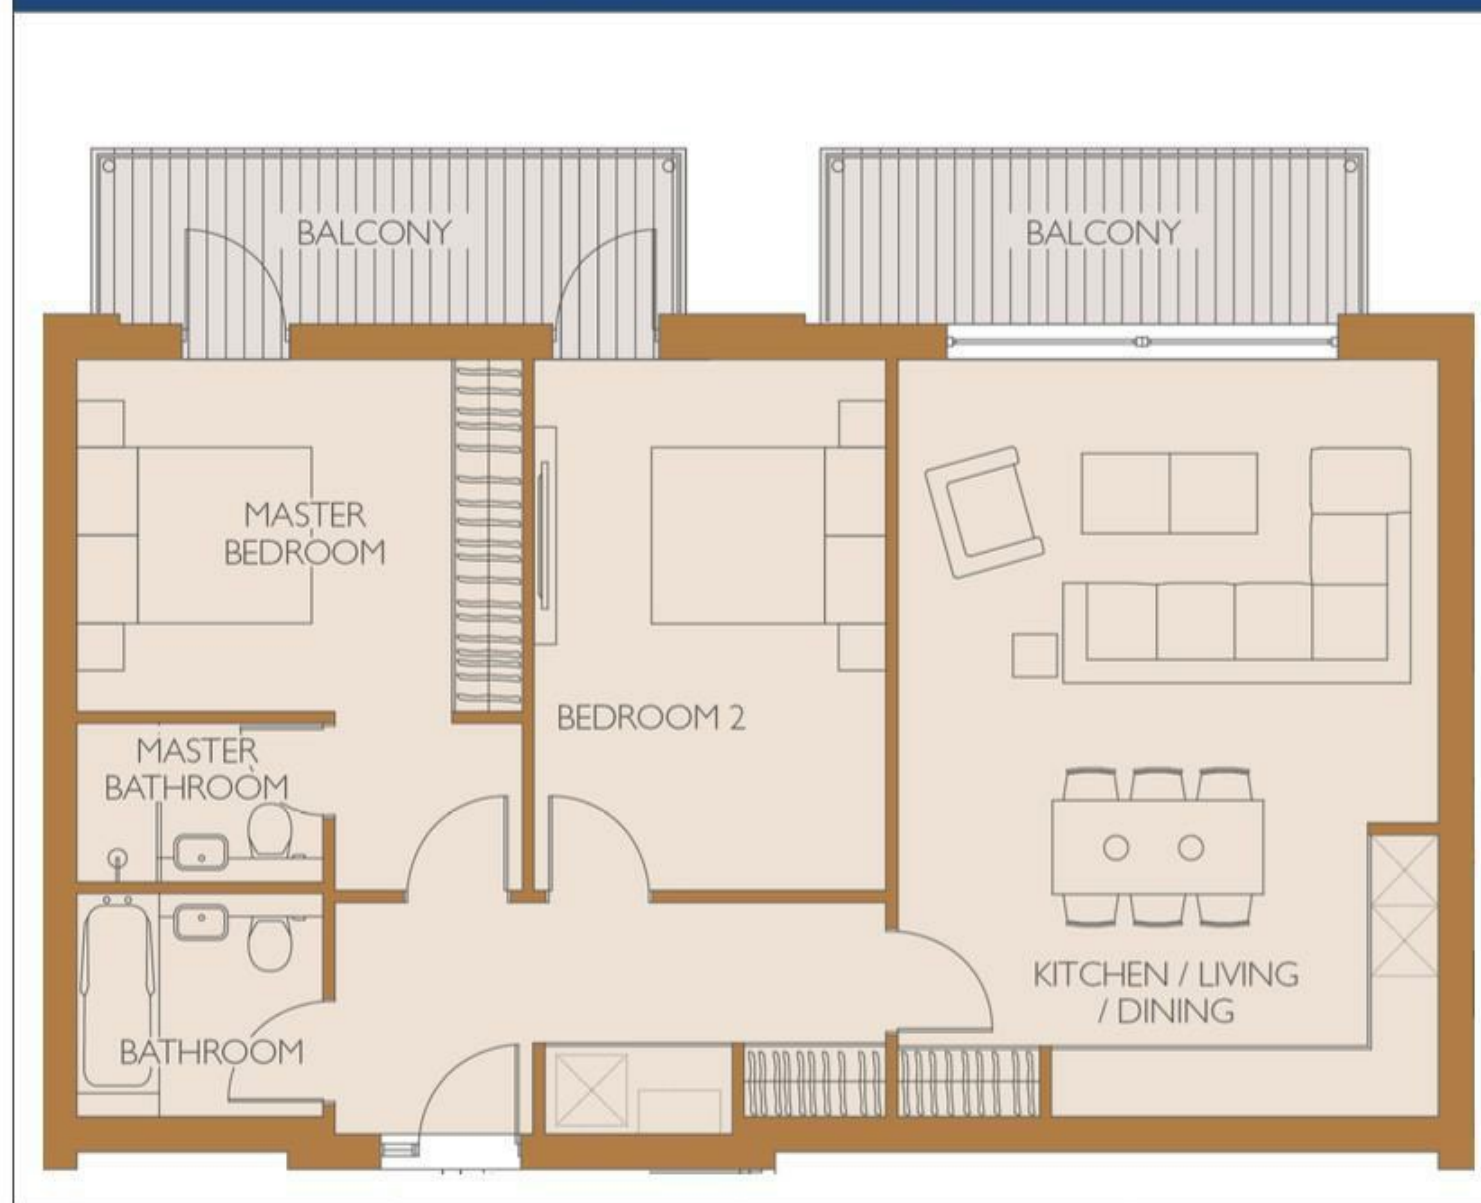 BALCONY
BALCONY
MASTER
BEDROOM
BEDROOM 2
MASTER
BATHROOM
KITCHEN / LIVING
/ DINING
BATHROOM